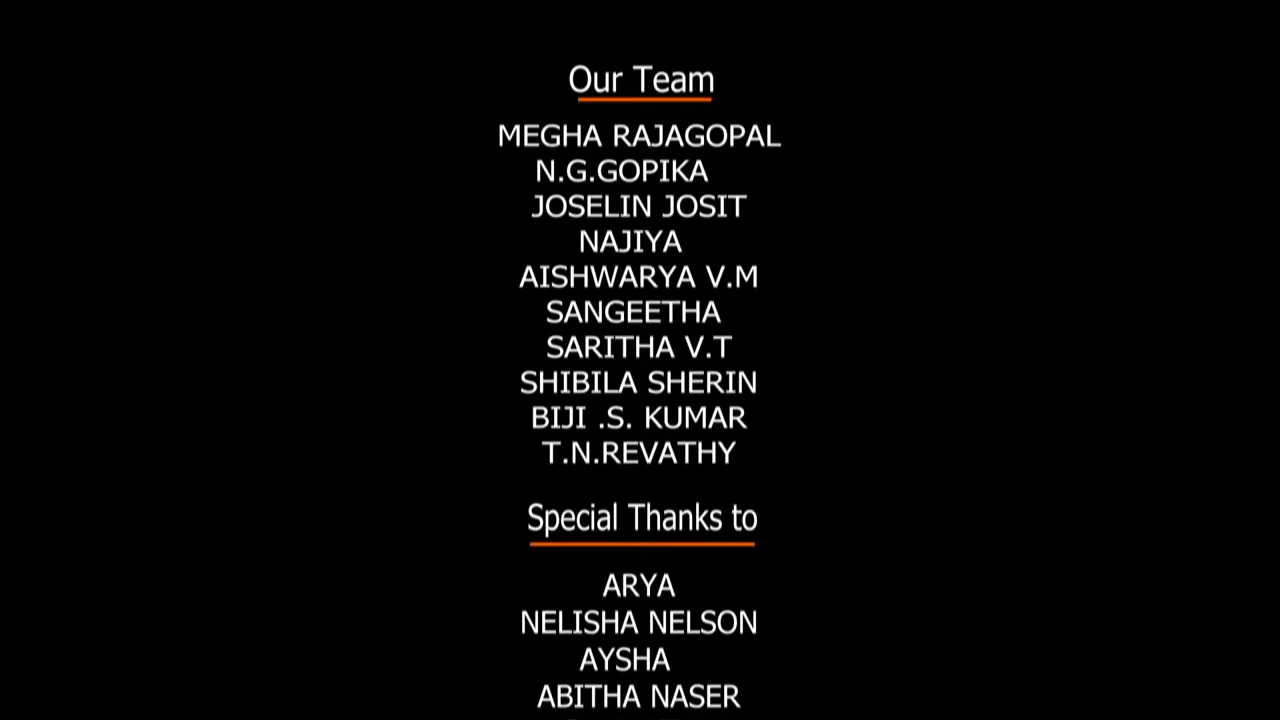 Our Team
MEGHA RAJAGOPAL
N.G.GOPIKA
JOSELIN JOSIT
NAJIYA
AISHWARYA V.M
SANGEETHA
SARITHA V.T
SHIBILA SHERIN
BIJI .S. KUMAR
T.N.REVATHY
Special Thanks to
ARYA
NELISHA NELSON
AYSHA
ABITHA NASER